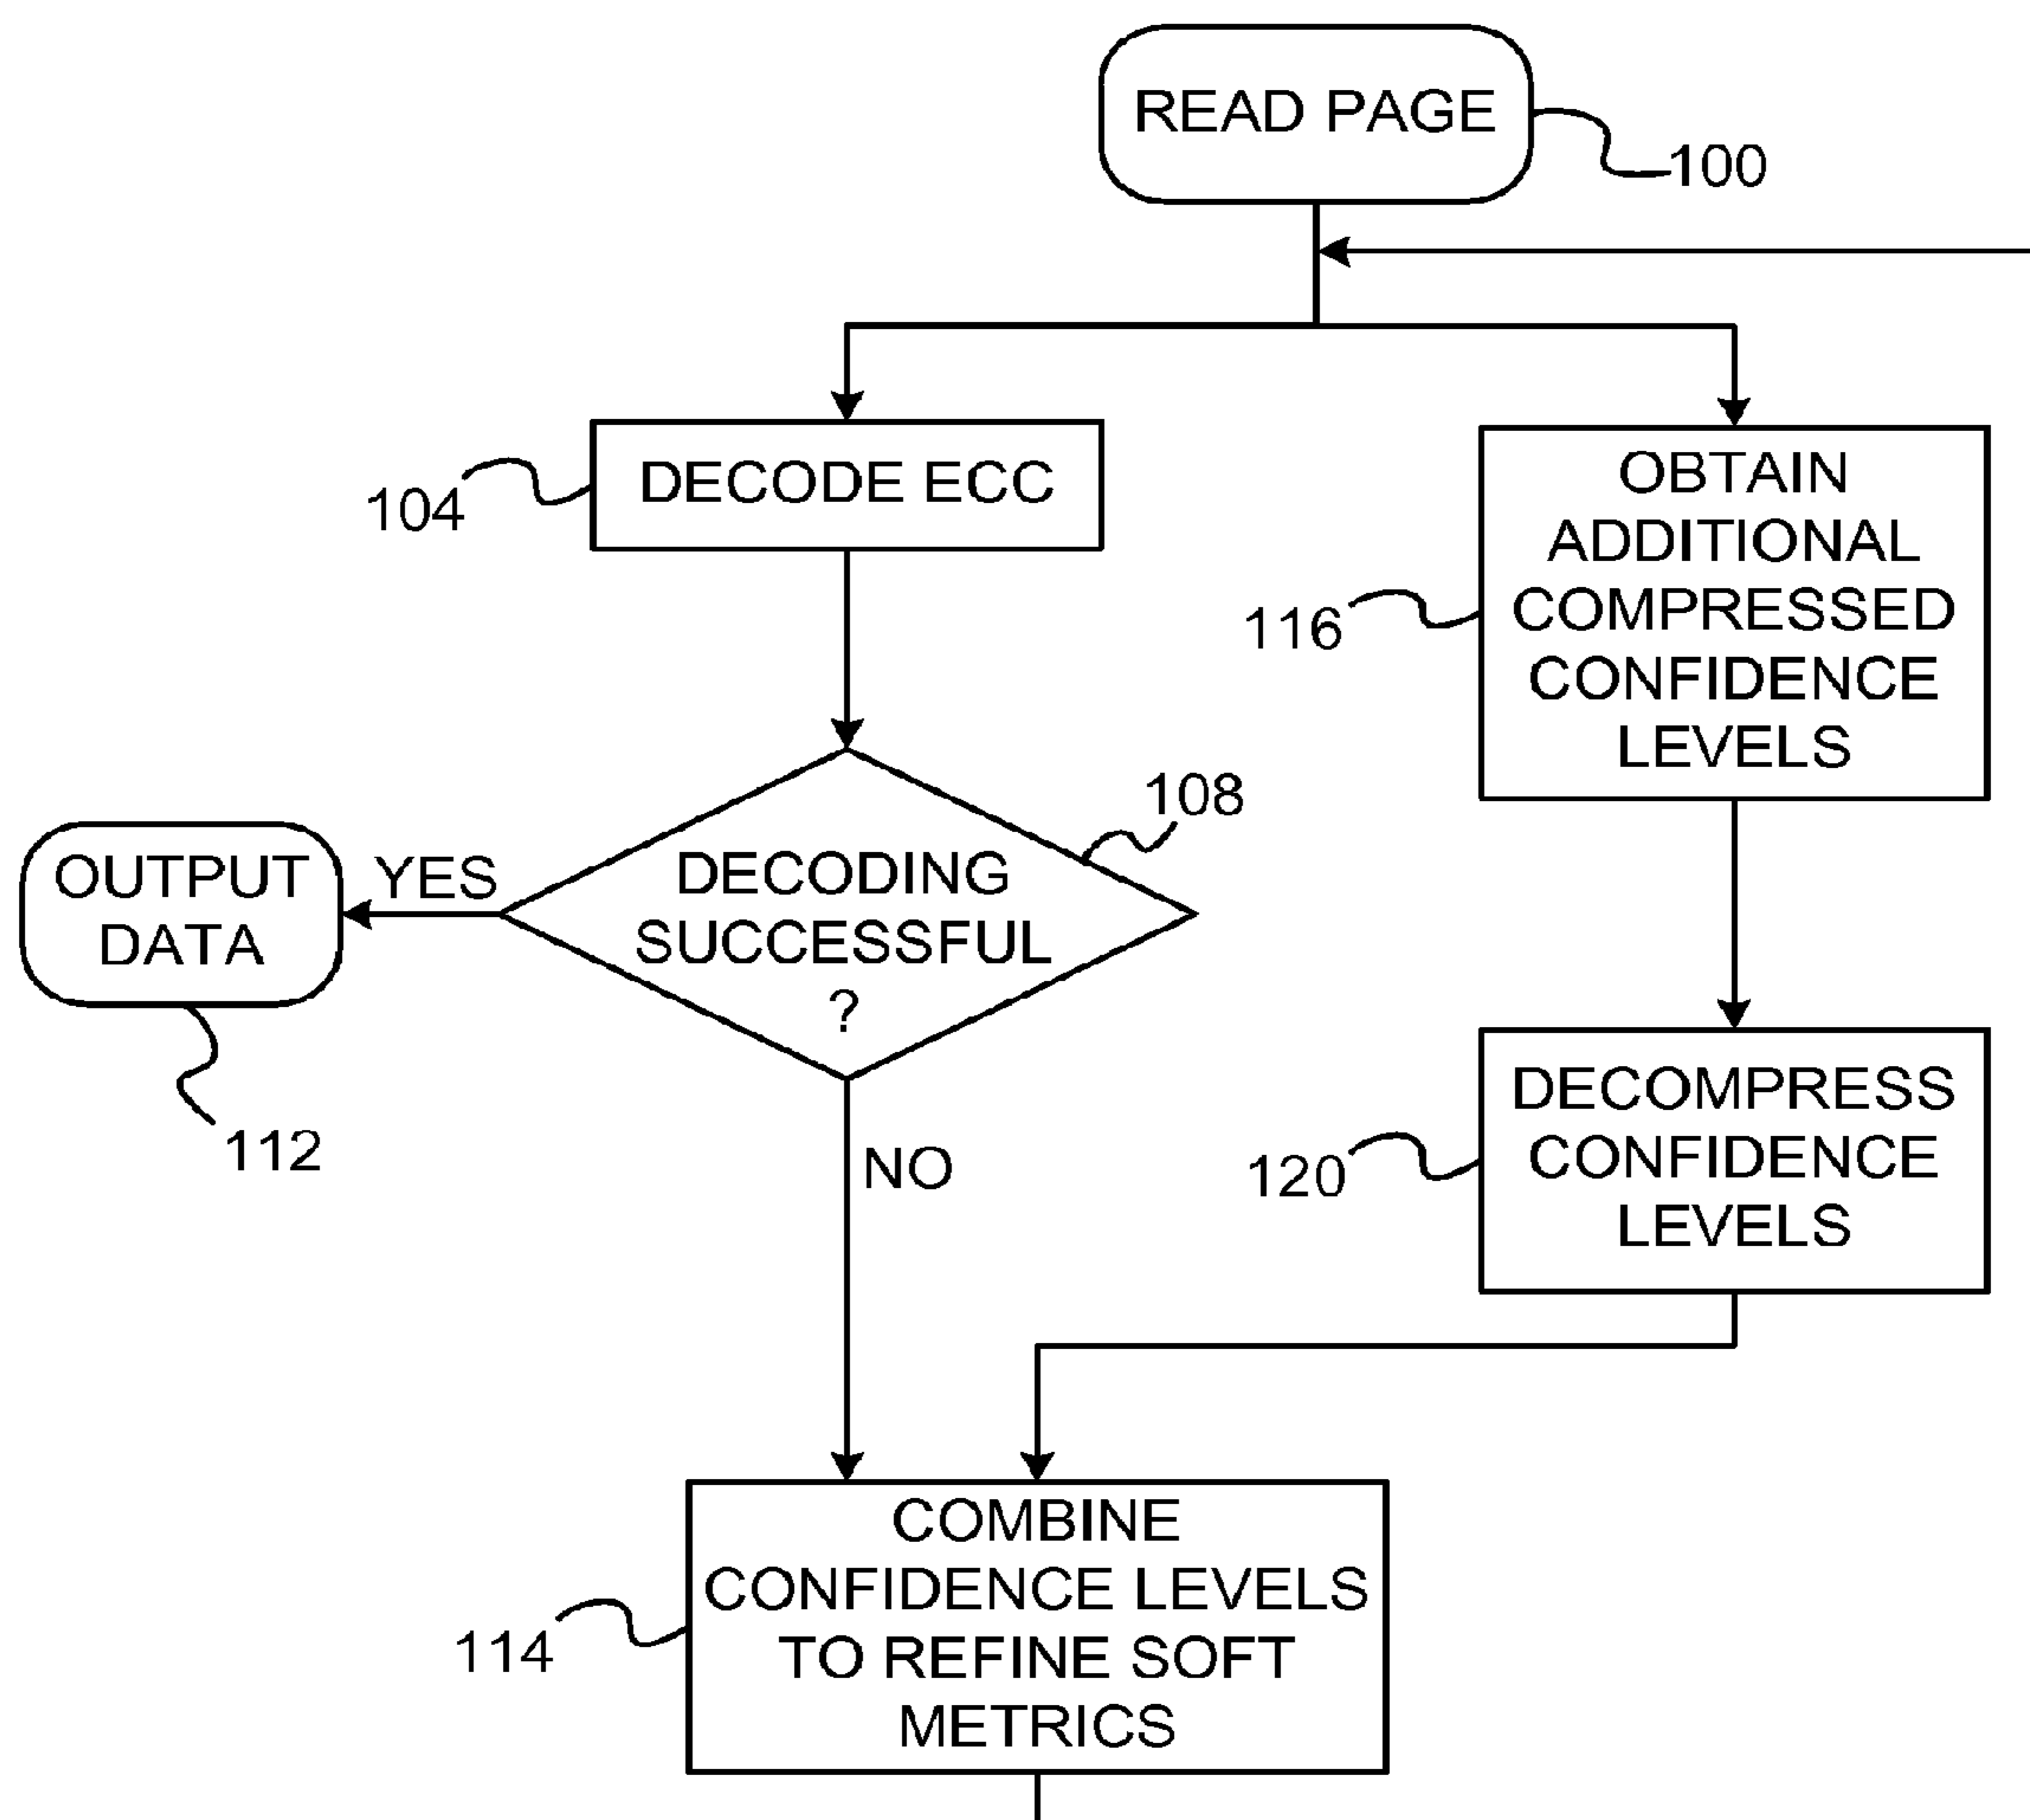 READ PAGE
100
DECODE ECC
104
OBTAIN
ADDITIONAL
COMPRESSED
CONFIDENCE
LEVELS
116
108
DECODING
SUCCESSFUL
?
YES
OUTPUT
DATA
112
NO
DECOMPRESS
CONFIDENCE
LEVELS
120
COMBINE
CONFIDENCE LEVELS
TO REFINE SOFT
METRICS
114